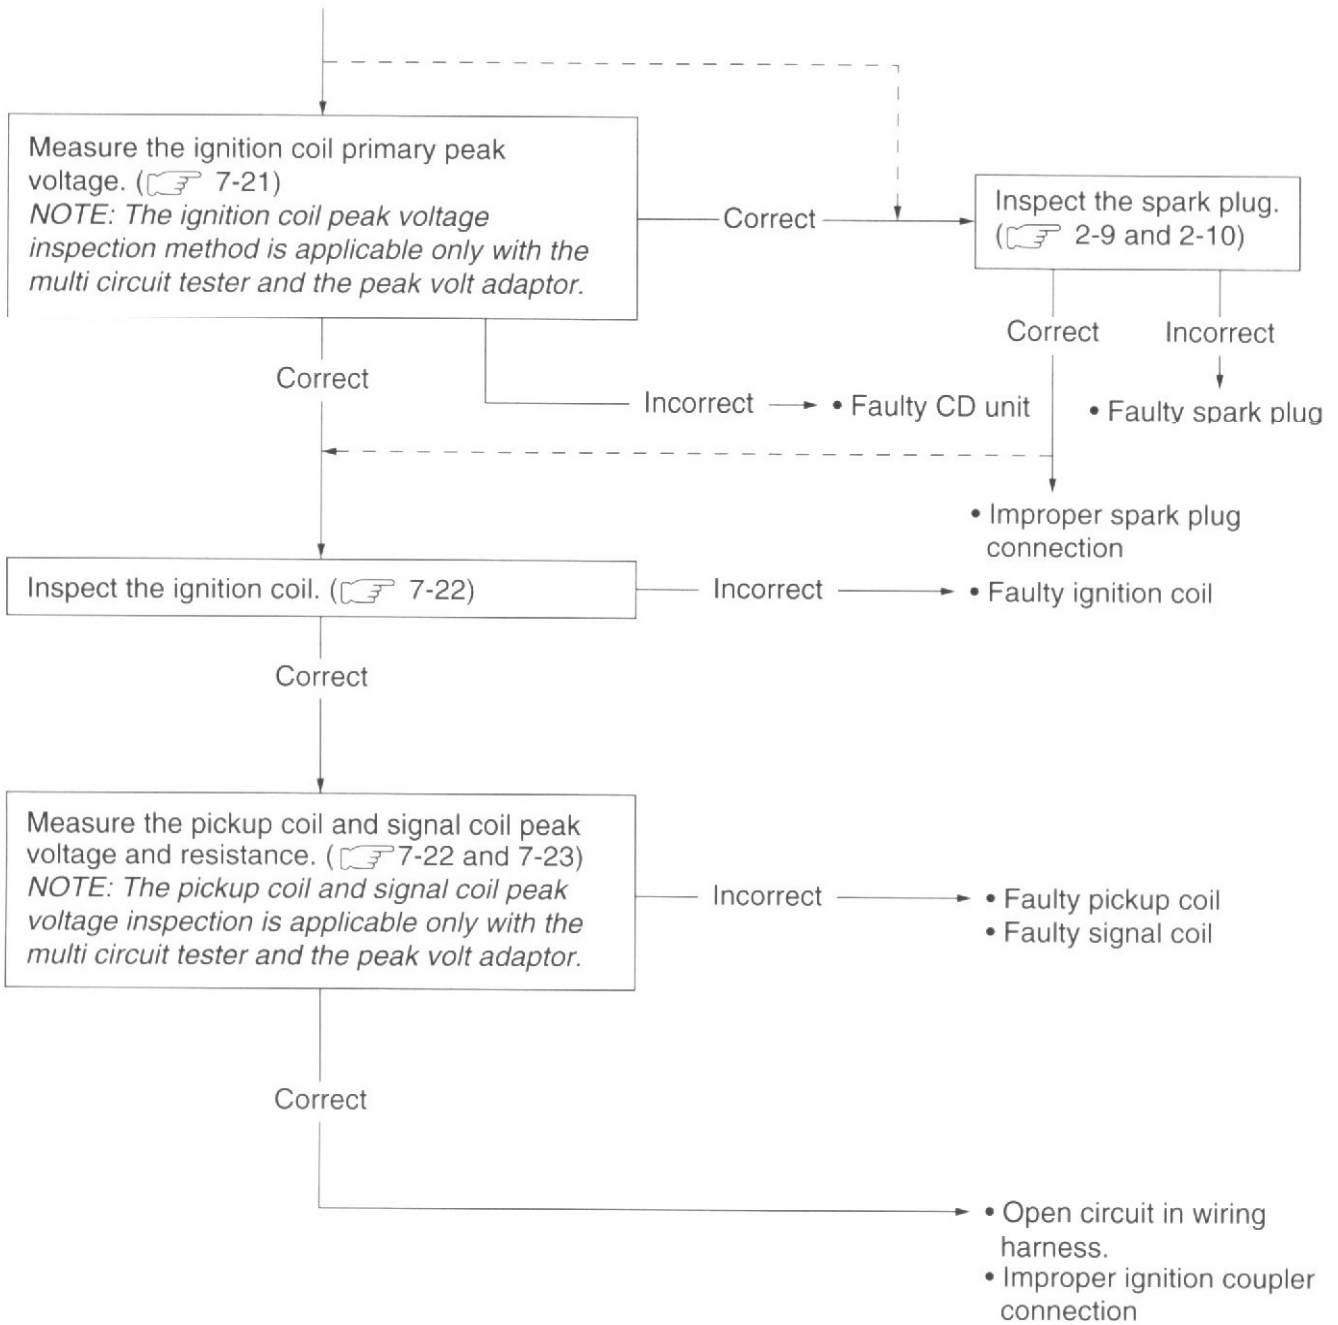 Measure the ignition coil primary peak
voltage. ( 7-21)
NOTE: The ignition coil peak voltage
inspection method is applicable only with the
multi circuit tester and the peak volt adaptor.
Correct
Inspect the spark plug.
( 2-9 and 2-10)
Correct
Incorrect
Correct
Incorrect
• Faulty CD unit
• Faulty spark plug
• Improper spark plug
connection
Inspect the ignition coil. ( 7-22)
Incorrect
• Faulty ignition coil
Correct
Measure the pickup coil and signal coil peak
voltage and resistance. ( 7-22 and 7-23)
NOTE: The pickup coil and signal coil peak
voltage inspection is applicable only with the
multi circuit tester and the peak volt adaptor.
Incorrect
• Faulty pickup coil
• Faulty signal coil
Correct
• Open circuit in wiring
harness.
• Improper ignition coupler
connection